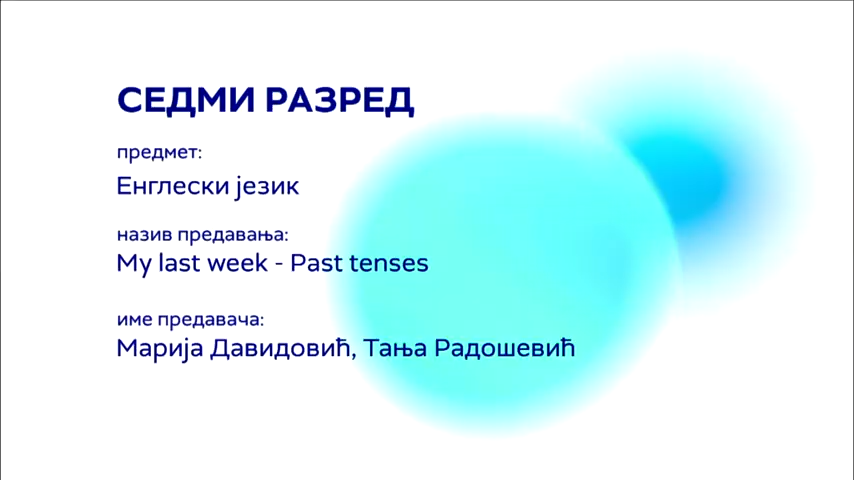 СЕДМИ РАЗРЕД
предмет:
Енглески језик
назив предавања:
My last week - Past tenses
име предавача:
Марија Давидовић, Тања Радошевић